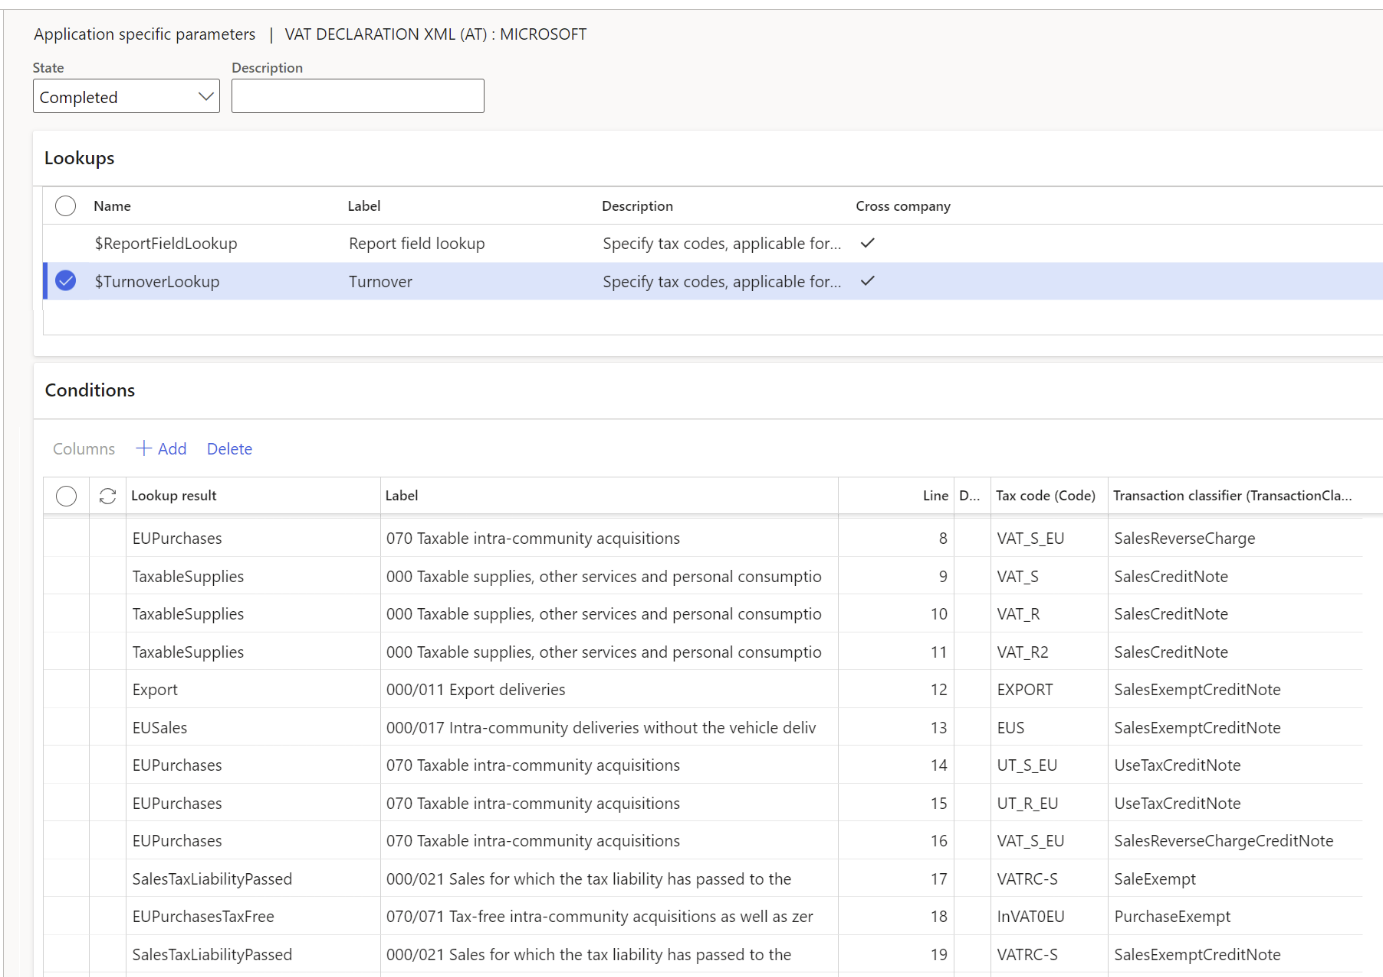 Application specific parameters | VAT DECLARATION XML (AT) : MICROSOFT
State Description
Completed
Lookups
Name Label Description Cross company
$ReportFieldLookup Report field lookup Specify tax codes, applicable for...
$TurnoverLookup Turnover Specify tax codes, applicable for...
Conditions
Columns + Add Delete
Lookup result Label Line D... Tax code (Code) Transaction classifier (TransactionCla...
EUPurchases 070 Taxable intra-community acquisitions 8 VAT_S_EU SalesReverseCharge
TaxableSupplies 000 Taxable supplies, other services and personal consumptio 9 VAT_S SalesCreditNote
TaxableSupplies 000 Taxable supplies, other services and personal consumptio 10 VAT_R SalesCreditNote
TaxableSupplies 000 Taxable supplies, other services and personal consumptio 11 VAT_R2 SalesCreditNote
Export 000/011 Export deliveries 12 EXPORT SalesExemptCreditNote
EUSales 000/017 Intra-community deliveries without the vehicle deliv 13 EUS SalesExemptCreditNote
EUPurchases 070 Taxable intra-community acquisitions 14 UT_S_EU UseTaxCreditNote
EUPurchases 070 Taxable intra-community acquisitions 15 UT_R_EU UseTaxCreditNote
EUPurchases 070 Taxable intra-community acquisitions 16 VAT_S_EU SalesReverseChargeCreditNote
SalesTaxLiabilityPassed 000/021 Sales for which the tax liability has passed to the 17 VATRC-S SaleExempt
EUPurchasesTaxFree 070/071 Tax-free intra-community acquisitions as well as zer 18 InVAT0EU PurchaseExempt
SalesTaxLiabilityPassed 000/021 Sales for which the tax liability has passed to the 19 VATRC-S SalesExemptCreditNote